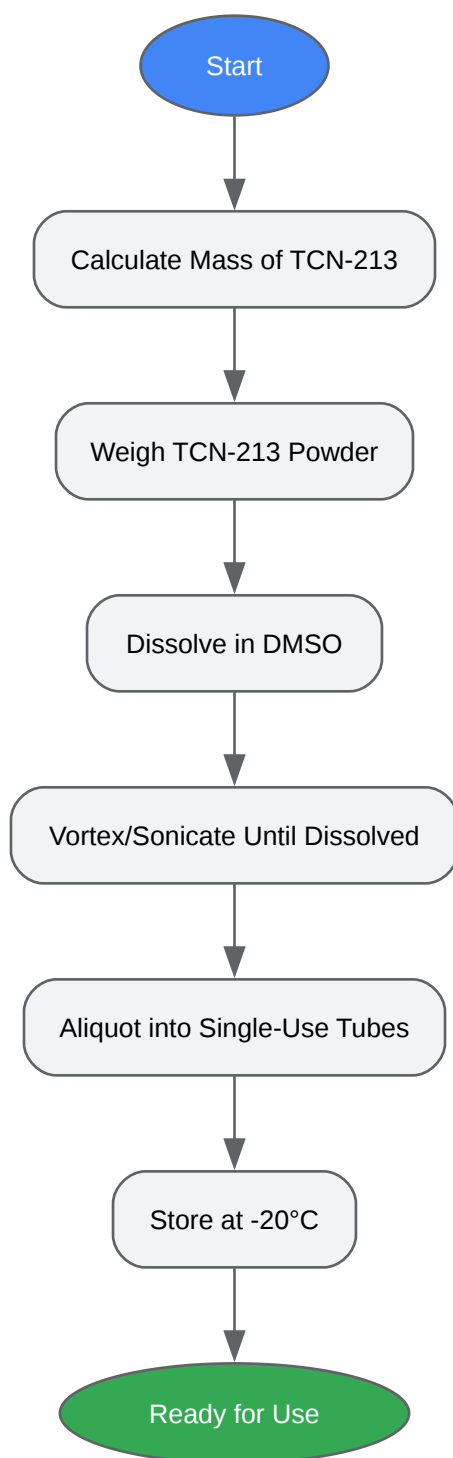 Start
Calculate Mass of TCN-213
Weigh TCN-213 Powder
Dissolve in DMSO
Vortex/Sonicate Until Dissolved
Aliquot into Single-Use Tubes
Store at -20°C
Ready for Use